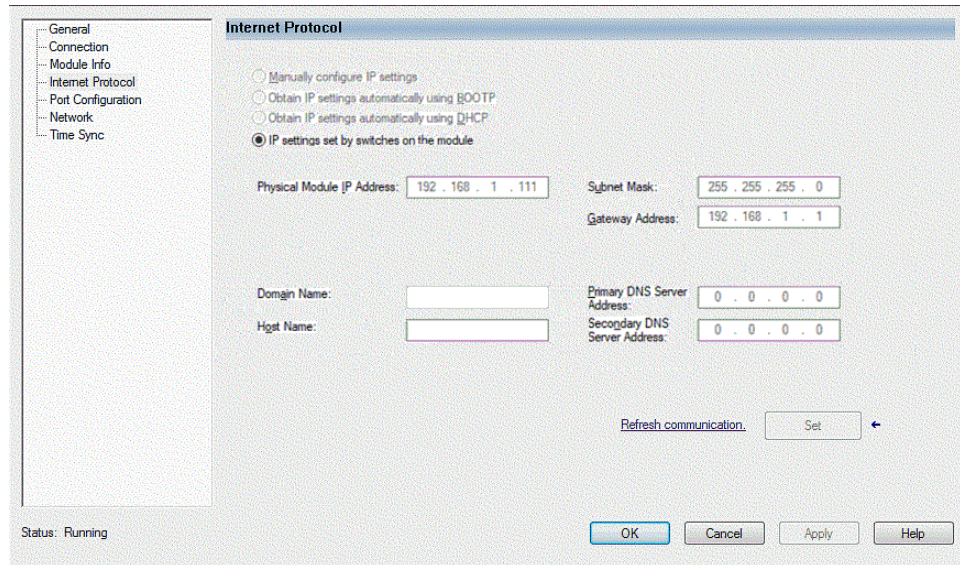 General
Connection
Module Info
Internet Protocol
Port Configuration
Network
Time Sync
Internet Protocol
Manually configure IP settings
Obtain IP settings automatically using BOOTP
Obtain IP settings automatically using DHCP
IP settings set by switches on the module
Physical Module IP Address: 192 . 168 . 1 . 111
Subnet Mask: 255 . 255 . 255 . 0
Gateway Address: 192 . 168 . 1 . 1
Domain Name:
Host Name:
Primary DNS Server
Address: 0 . 0 . 0 . 0
Secondary DNS
Server Address: 0 . 0 . 0 . 0
Refresh communication. Set
Status: Running
OK Cancel Apply Help